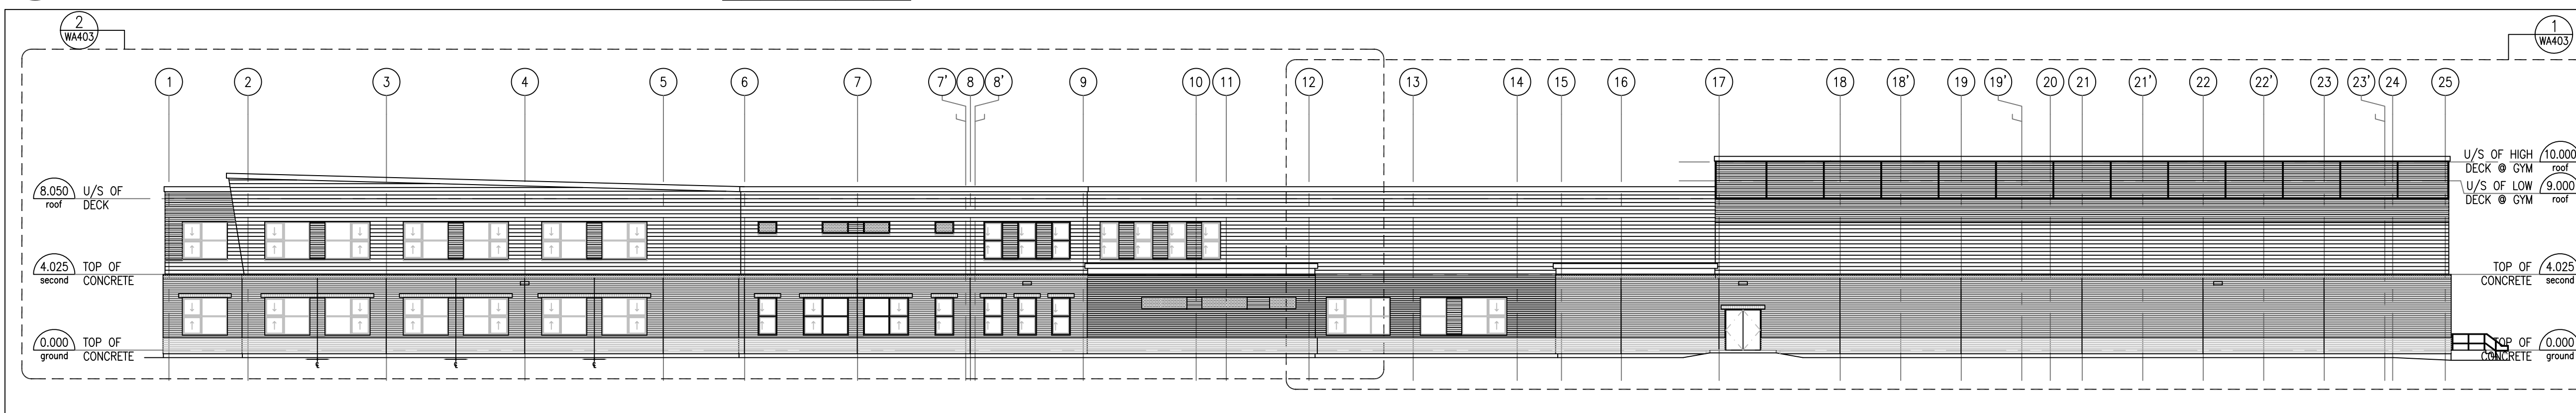 2
WA403
1
WA403
1 2 3 4 5 6 7 7' 8 8' 9 10 11 12 13 14 15 16 17 18 18' 19 19' 20 21 21' 22 22' 23 23' 24 25
8.050 U/S OF
roof DECK
4.025 TOP OF
second CONCRETE
0.000 TOP OF
ground CONCRETE
U/S OF HIGH 10.000
DECK @ GYM roof
U/S OF LOW 9.000
DECK @ GYM roof
TOP OF 4.025
CONCRETE second
TOP OF 0.000
CONCRETE ground